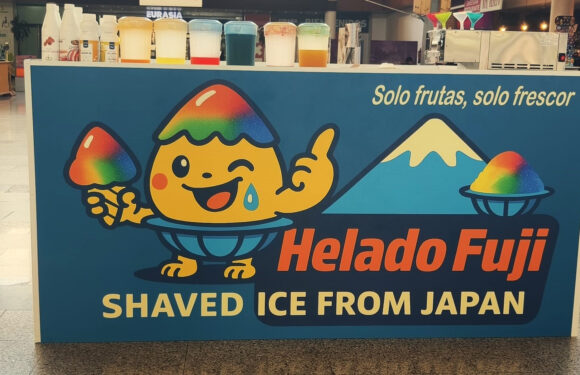 EURASIA
Solo frutas, solo frescor
Helado Fuji
SHAVED ICE FROM JAPAN